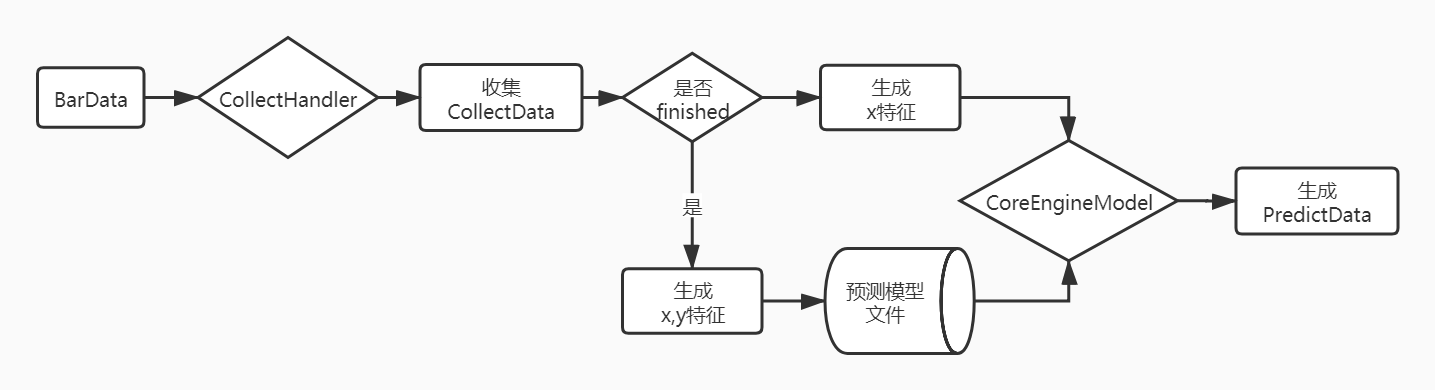 BarData
CollectHandler
收集
CollectData
是否
finished
生成
x特征
是
生成
x,y特征
预测模型
文件
CoreEngineModel
生成
PredictData